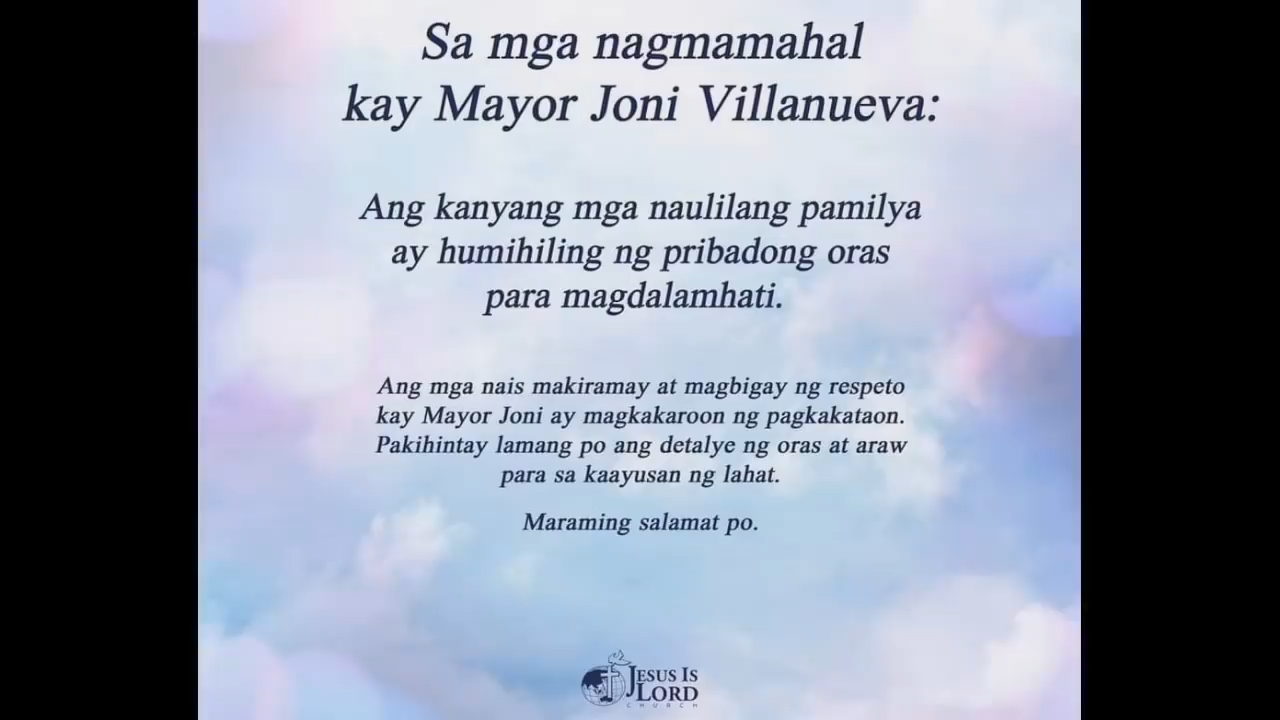 Sa mga nagmamahal
kay Mayor Joni Villanueva:
Ang kanyang mga naulilang pamilya
ay humihiling ng pribadong oras
para magdalamhati.
Ang mga nais makiramay at magbigay ng respeto
kay Mayor Joni ay magkakaroon ng pagkakataon.
Pakihintay lamang po ang detalye ng oras at araw
para sa kaayusan ng lahat.
Maraming salamat po.
JESUS IS
LORD
CHURCH